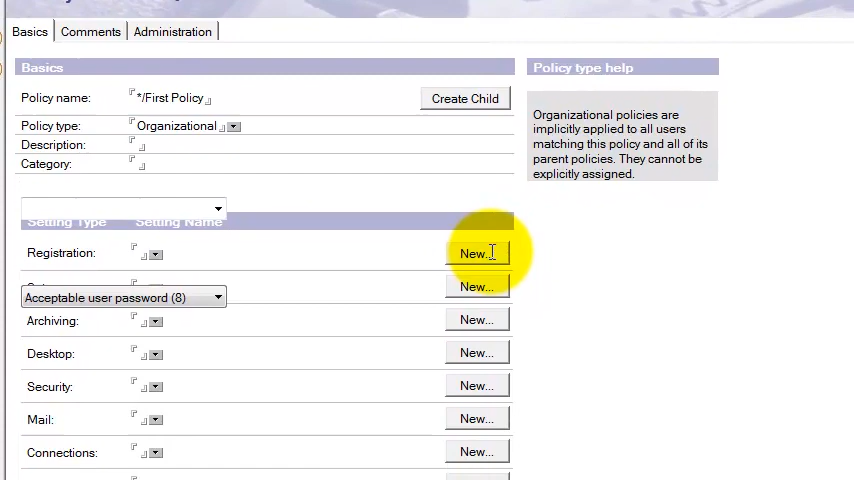 Basics Comments Administration
Basics
Policy type help
Policy name: */First Policy
Create Child
Policy type: Organizational
Description:
Category:
Organizational policies are
implicitly applied to all users
matching this policy and all of its
parent policies. They cannot be
explicitly assigned.
Setting Type Setting Name
Registration: New...
New...
Acceptable user password (8)
Archiving: New...
Desktop: New...
Security: New...
Mail: New...
Connections: New...